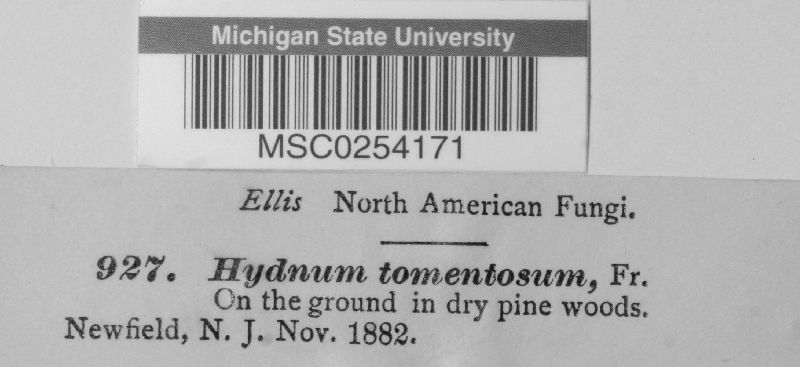 Michigan State University
MSC0254171
Ellis North American Fungi.
927. Hydnum tomentosum, Fr.
On the ground in dry pine woods.
Newfield, N. J. Nov. 1882.